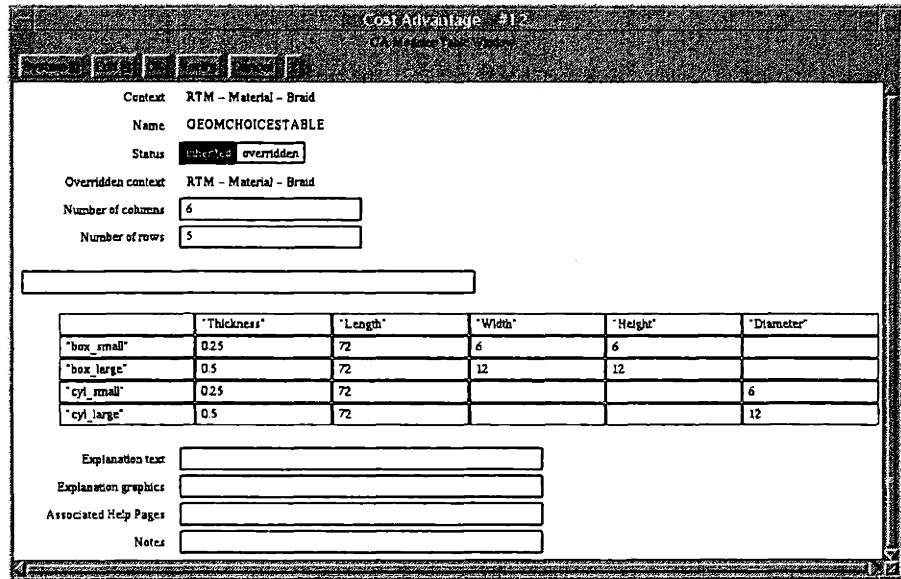 Cost Advantage #12
Context RTM - Material - Braid
Name GEOMCHOICESTABLE
Status inherited overridden
Overridden context RTM - Material - Braid
Number of columns 6
Number of rows 5
"Thickness" "Length" "Width" "Height" "Diameter"
"box_small" 0.25 72 6 6
"box_large" 0.5 72 12 12
"cyl_small" 0.25 72 6
"cyl_large" 0.5 72 12
Explanation text
Explanation graphics
Associated Help Pages
Notes